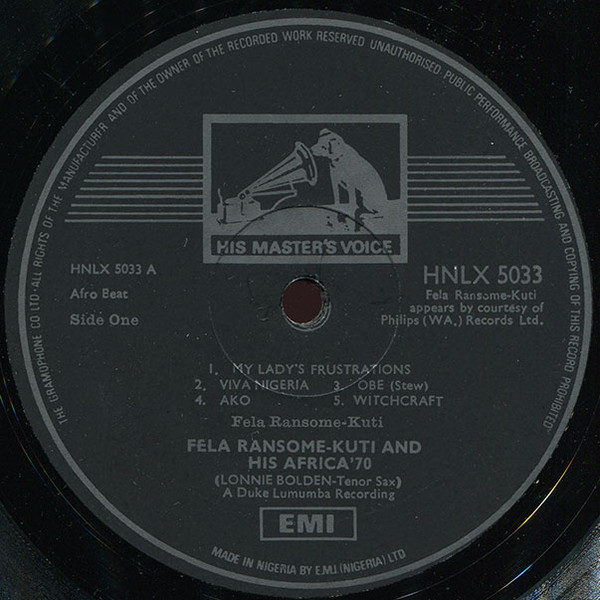 THE GRAMOPHONE CO LTD·ALL RIGHTS OF THE MANUFACTURER AND OF THE OWNER OF THE RECORDED WORK RESERVED UNAUTHORISED PUBLIC PERFORMANCE BROADCASTING AND COPYING OF THIS RECORD PROHIBITED
HIS MASTER'S VOICE
HNLX 5033 A
Afro Beat
Side One
HNLX 5033
Fela Ransome-Kuti
appears by courtesy of
Philips (WA,) Records Ltd.
1. MY LADY'S FRUSTRATIONS
2. VIVA NIGERIA 3. OBE (Stew)
4. AKO 5. WITCHCRAFT
Fela Ransome-Kuti
FELA RANSOME-KUTI AND
HIS AFRICA'70
(LONNIE BOLDEN-Tenor Sax)
A Duke Lumumba Recording
EMI
MADE IN NIGERIA BY E.M.I. (NIGERIA) LTD